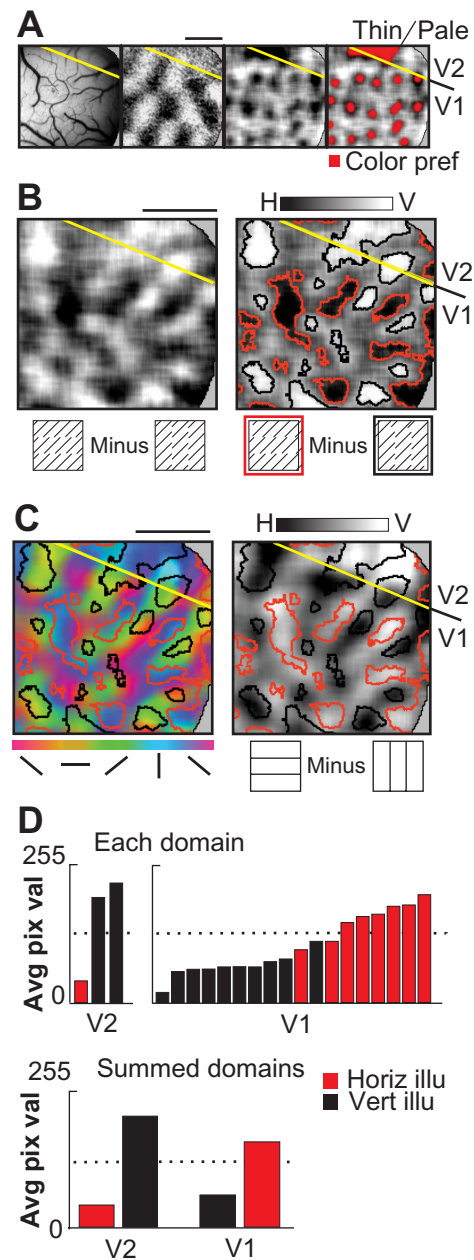 A
Thin/Pale
V2
V1
Color pref
B
H
V
V2
V1
Minus
Minus
C
H
V
V2
V1
Minus
D
Each domain
255
Avg pix val
0
V2
V1
Summed domains
Horiz illu
Vert illu
255
Avg pix val
0
V2
V1